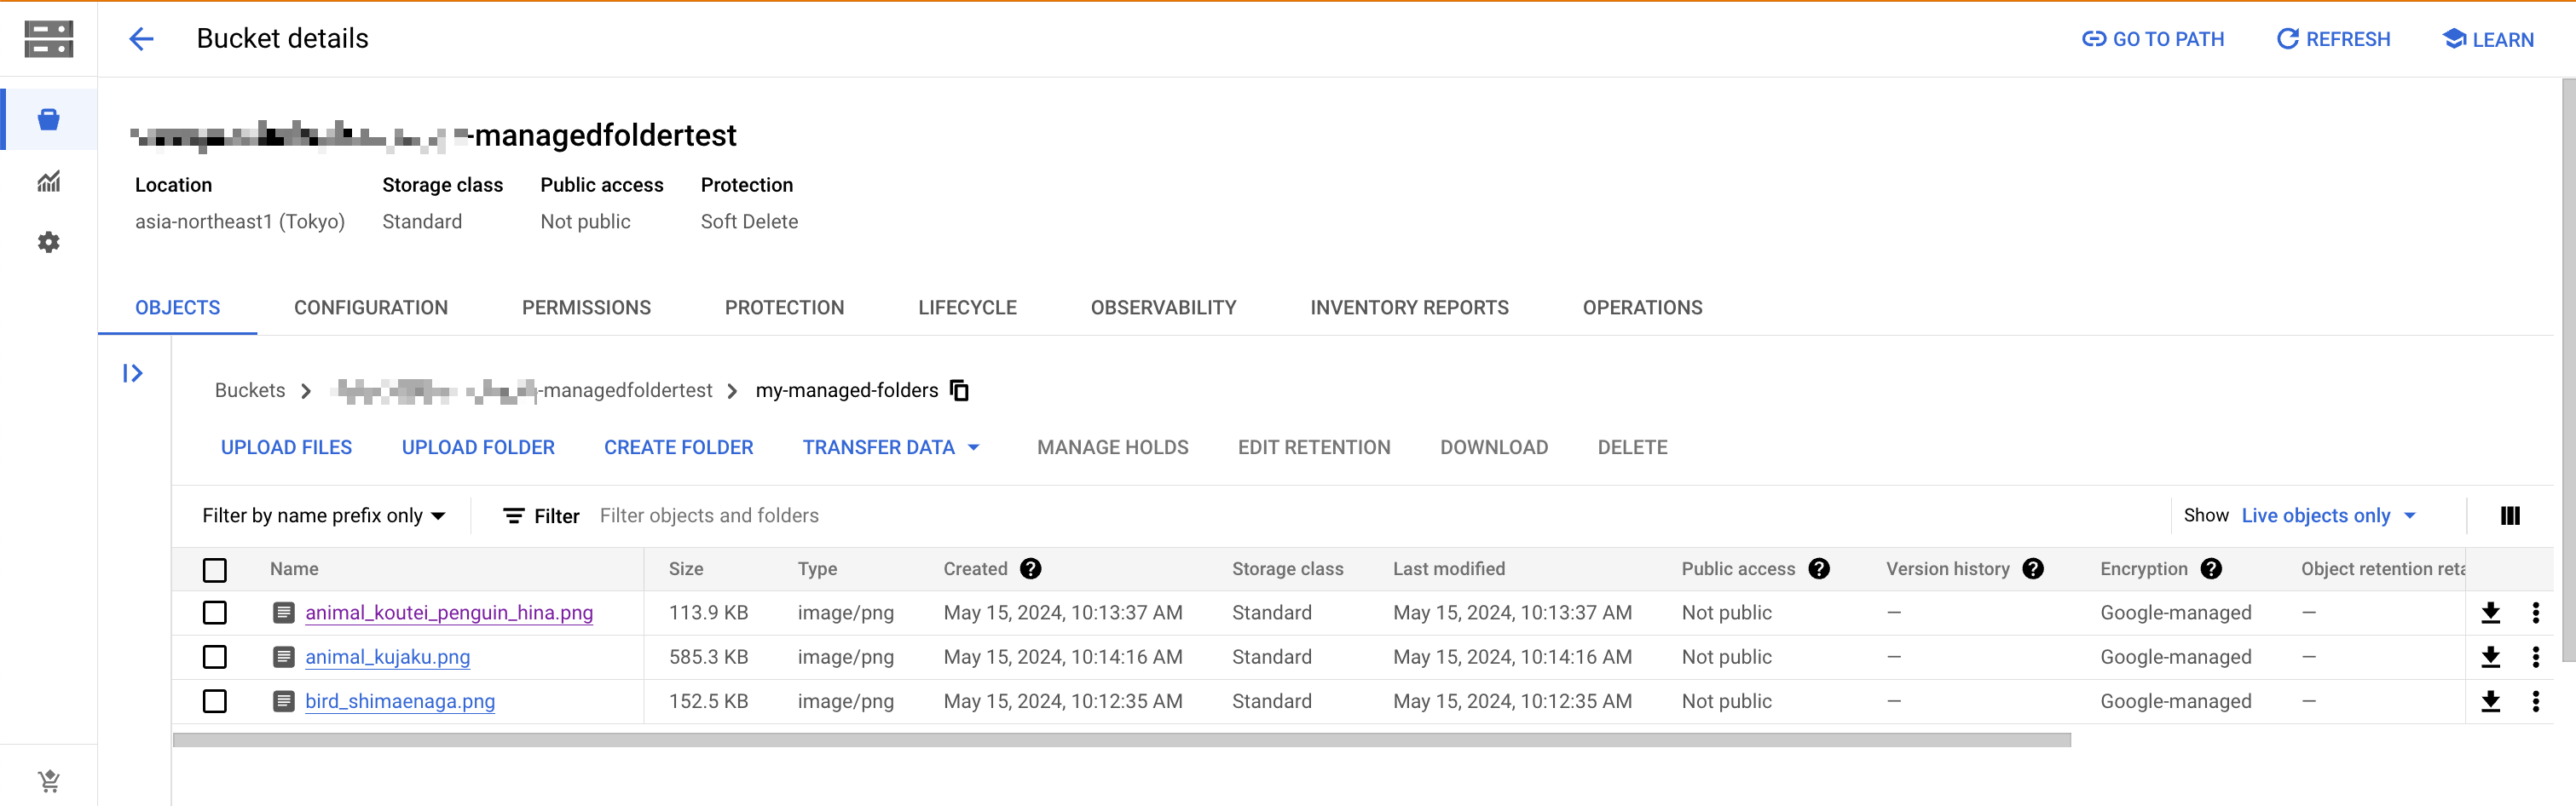 Bucket details
GO TO PATH REFRESH LEARN
-managedfoldertest
Location Storage class Public access Protection
asia-northeast1 (Tokyo) Standard Not public Soft Delete
OBJECTS CONFIGURATION PERMISSIONS PROTECTION LIFECYCLE OBSERVABILITY INVENTORY REPORTS OPERATIONS
Buckets -managedfoldertest my-managed-folders
UPLOAD FILES UPLOAD FOLDER CREATE FOLDER TRANSFER DATA MANAGE HOLDS EDIT RETENTION DOWNLOAD DELETE
Filter by name prefix only Filter Filter objects and folders Show Live objects only
Name Size Type Created ? Storage class Last modified Public access ? Version history ? Encryption ? Object retention reta
animal_koutei_penguin_hina.png 113.9 KB image/png May 15, 2024, 10:13:37 AM Standard May 15, 2024, 10:13:37 AM Not public — Google-managed —
animal_kujaku.png 585.3 KB image/png May 15, 2024, 10:14:16 AM Standard May 15, 2024, 10:14:16 AM Not public — Google-managed —
bird_shimaenaga.png 152.5 KB image/png May 15, 2024, 10:12:35 AM Standard May 15, 2024, 10:12:35 AM Not public — Google-managed —